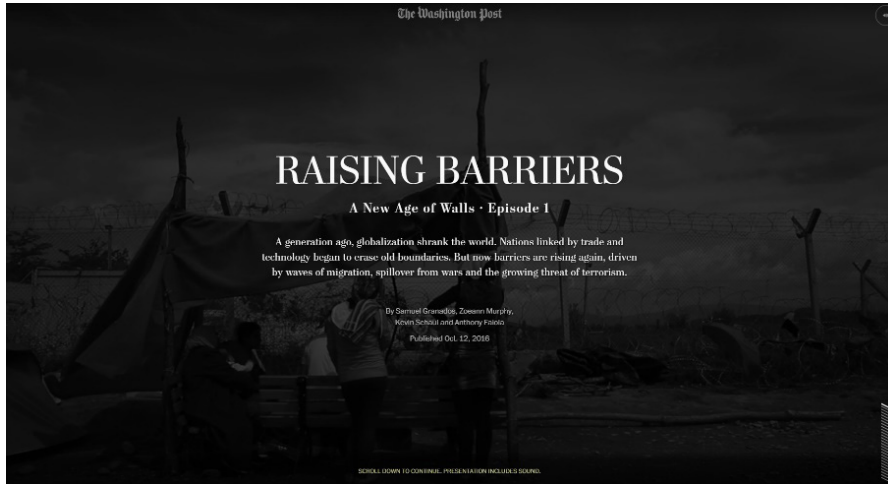 The Washington Post
RAISING BARRIERS
A New Age of Walls · Episode 1
A generation ago, globalization shrank the world. Nations linked by trade and
technology began to erase old boundaries. But now barriers are rising again, driven
by waves of migration, spillover from wars and the growing threat of terrorism.
By Samuel Granados, Zoeann Murphy,
Kevin Schaul and Anthony Faiola
Published Oct. 12, 2016
SCROLL DOWN TO CONTINUE. PRESENTATION INCLUDES SOUND.